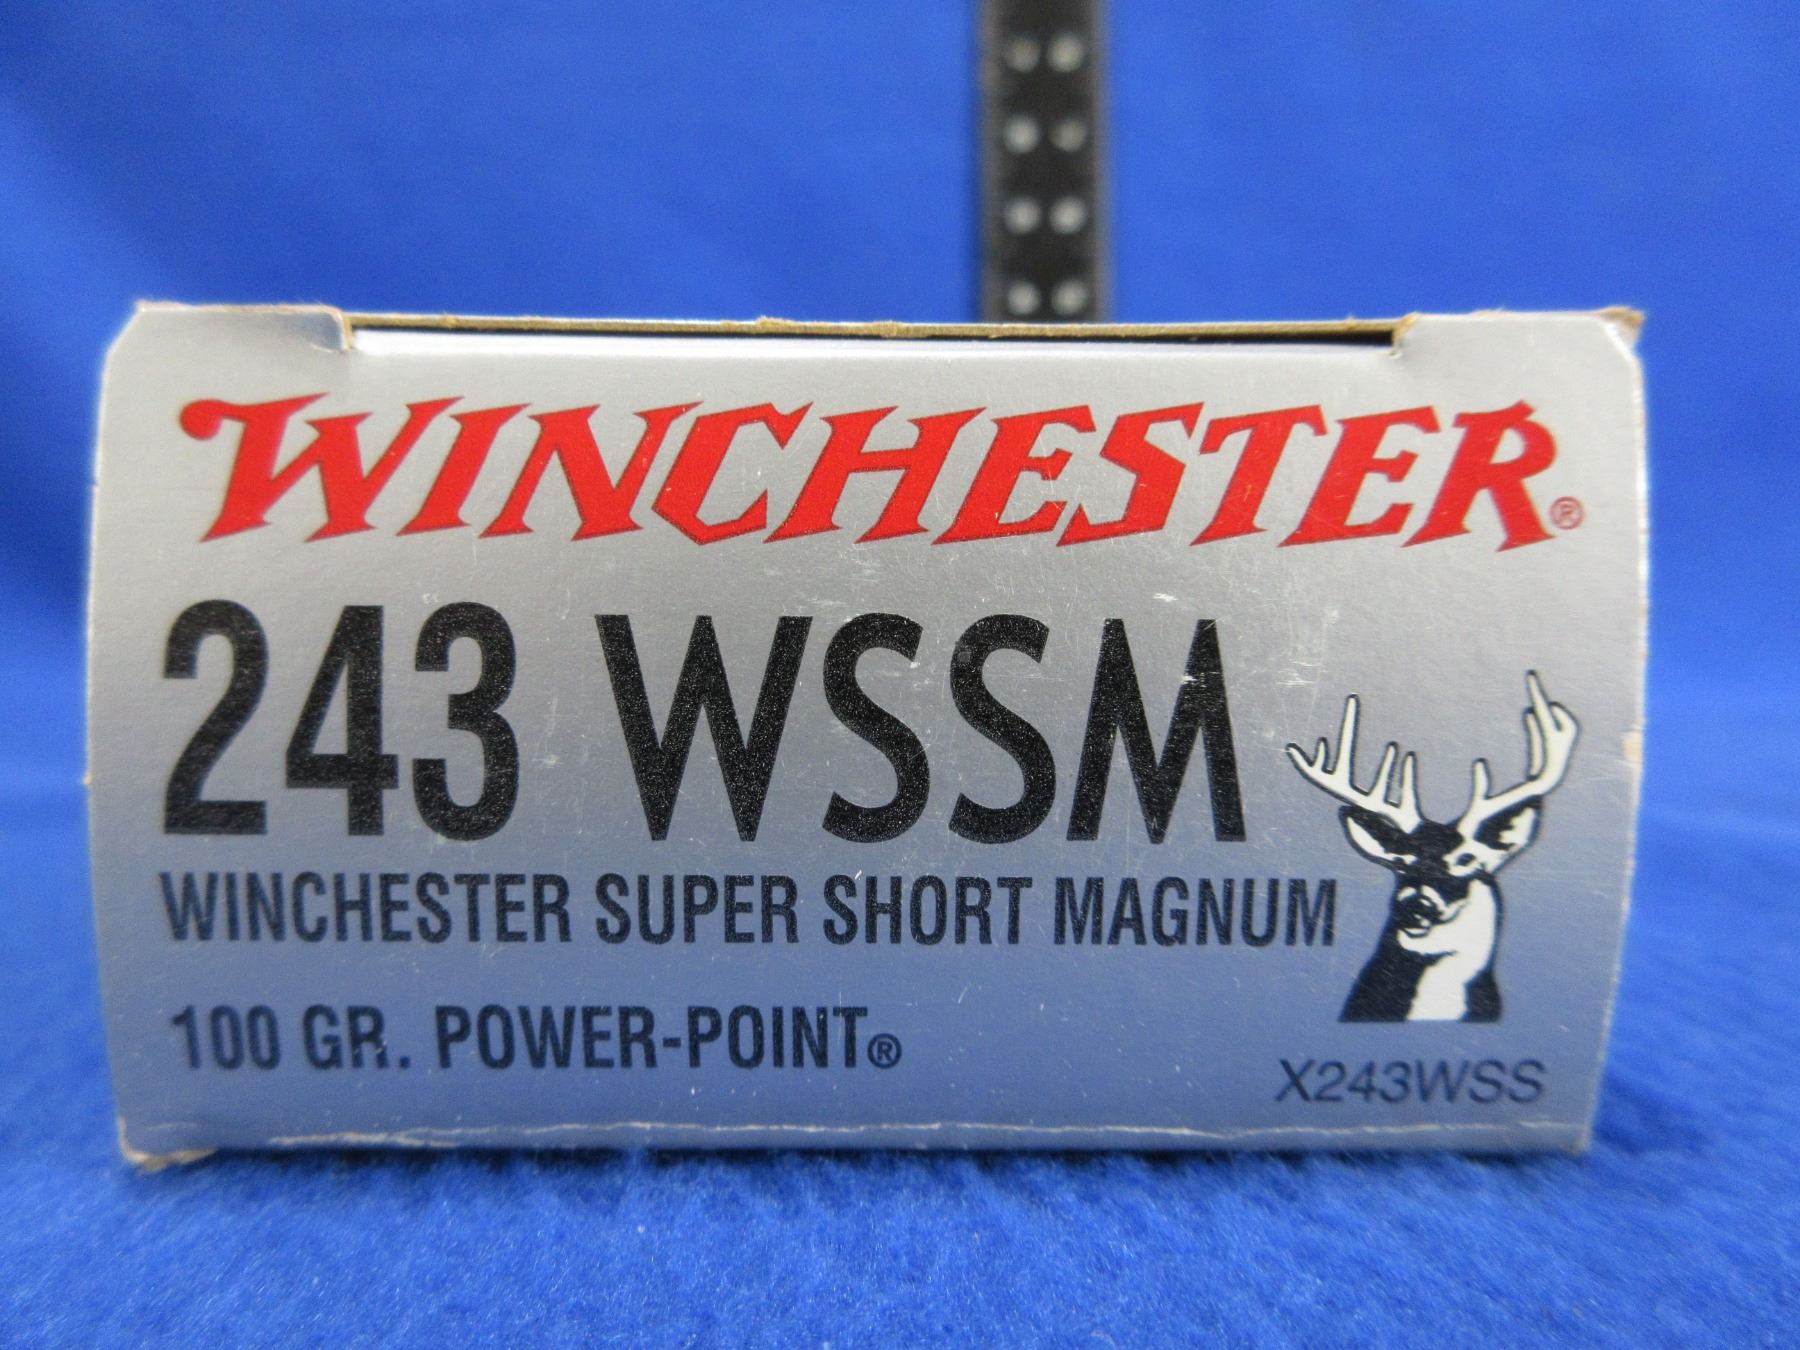 WINCHESTER®
243 WSSM
WINCHESTER SUPER SHORT MAGNUM
100 GR. POWER-POINT®
X243WSS